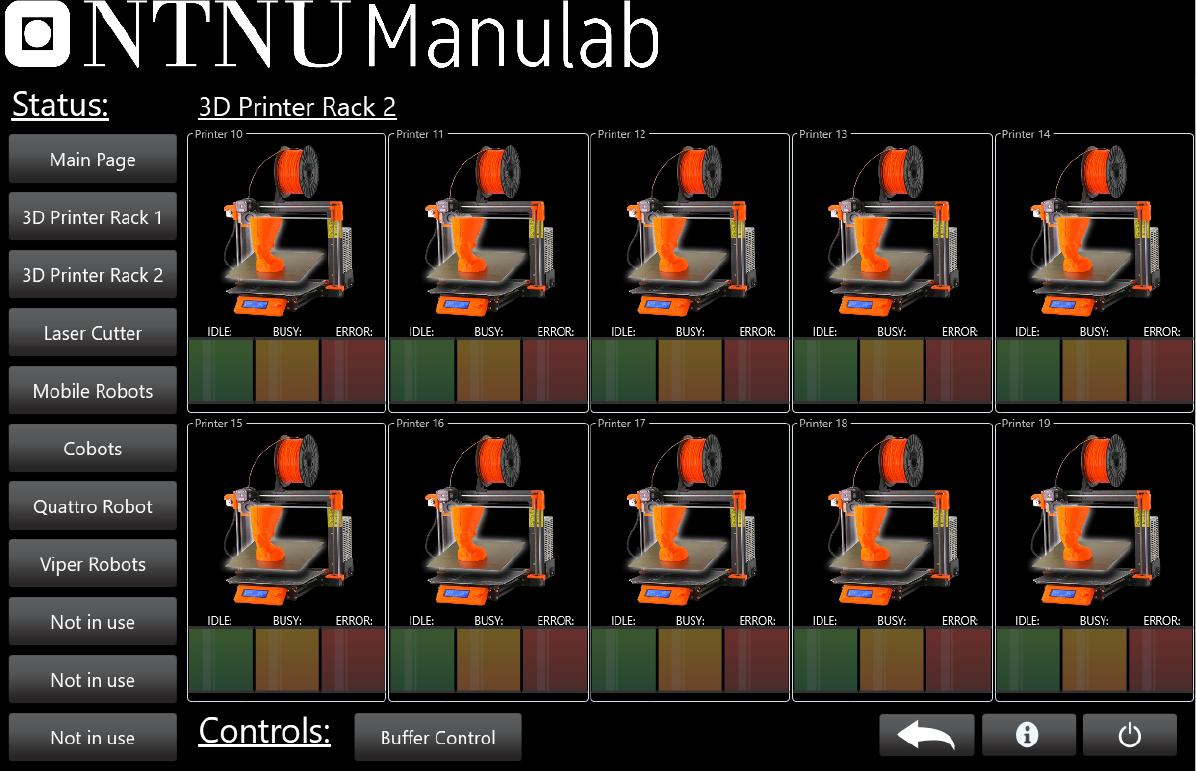 NTNU Manulab
Status:
3D Printer Rack 2
Main Page
3D Printer Rack 1
3D Printer Rack 2
Laser Cutter
Mobile Robots
Cobots
Quattro Robot
Viper Robots
Not in use
Not in use
Not in use
Printer 10 Printer 11 Printer 12 Printer 13 Printer 14
IDLE: BUSY: ERROR: IDLE: BUSY: ERROR: IDLE: BUSY: ERROR: IDLE: BUSY: ERROR: IDLE: BUSY: ERROR:
Printer 15 Printer 16 Printer 17 Printer 18 Printer 19
IDLE: BUSY: ERROR: IDLE: BUSY: ERROR: IDLE: BUSY: ERROR: IDLE: BUSY: ERROR: IDLE: BUSY: ERROR:
Controls:
Buffer Control